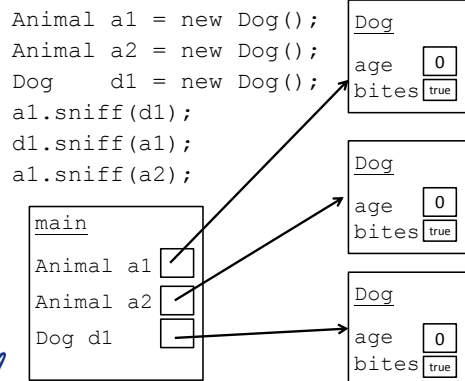 Animal a1 = new Dog();
Animal a2 = new Dog();
Dog    d1 = new Dog();
a1.sniff(d1);
d1.sniff(a1);
a1.sniff(a2);
main
Animal a1
Animal a2
Dog d1
Dog
age 0
bites true
Dog
age 0
bites true
Dog
age 0
bites true